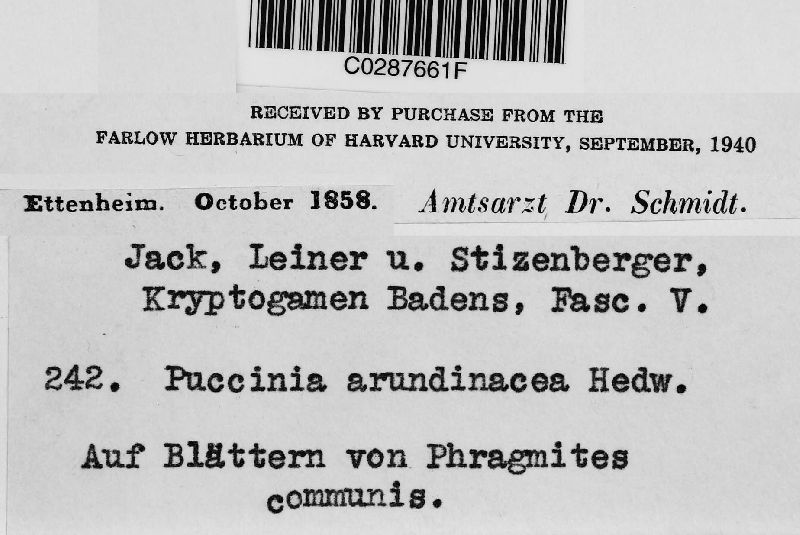 C0287661F
RECEIVED BY PURCHASE FROM THE
FARLOW HERBARIUM OF HARVARD UNIVERSITY, SEPTEMBER, 1940
Ettenheim. October 1858. Amtsarzt Dr. Schmidt.
Jack, Leiner u. Stizenberger,
Kryptogamen Badens, Fasc. V.
242. Puccinia arundinacea Hedw.
Auf Blättern von Phragmites
communis.